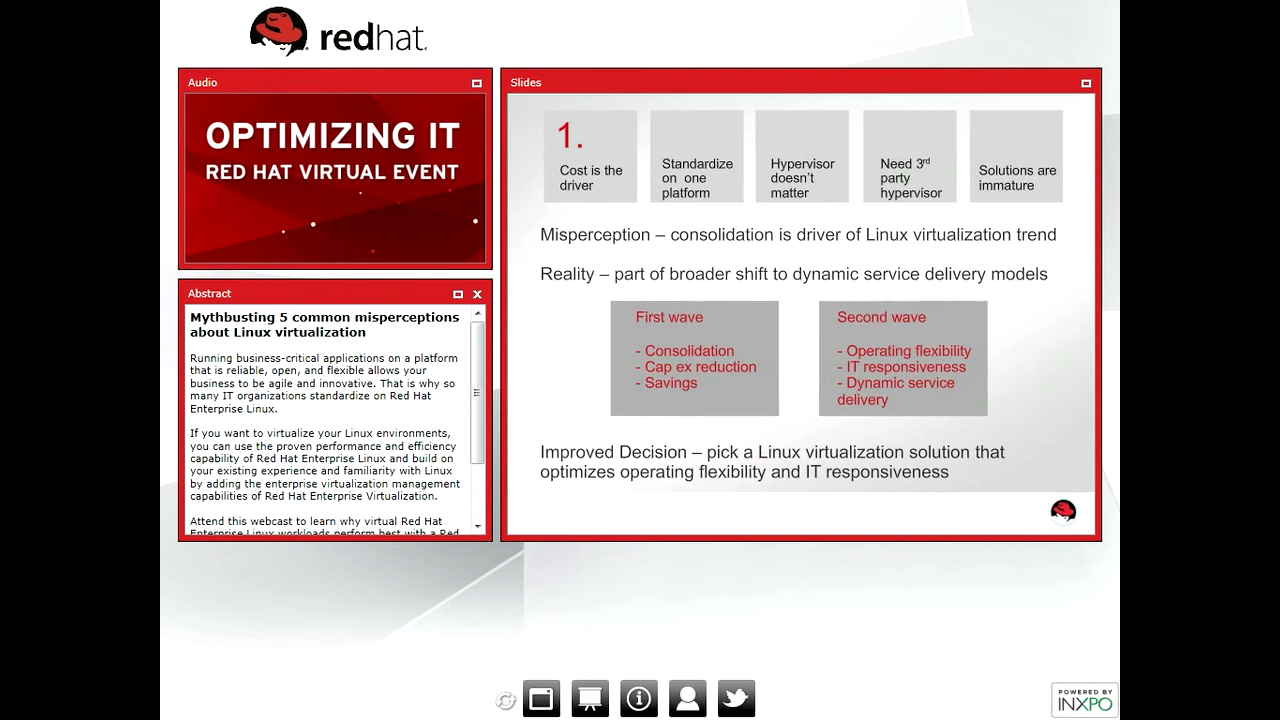 redhat.
Audio
OPTIMIZING IT
RED HAT VIRTUAL EVENT
Abstract
Mythbusting 5 common misperceptions
about Linux virtualization
Running business-critical applications on a platform
that is reliable, open, and flexible allows your
business to be agile and innovative. That is why so
many IT organizations standardize on Red Hat
Enterprise Linux.
If you want to virtualize your Linux environments,
you can use the proven performance and efficiency
capability of Red Hat Enterprise Linux and build on
your existing experience and familiarity with Linux
by adding the enterprise virtualization management
capabilities of Red Hat Enterprise Virtualization.
Attend this webcast to learn why virtual Red Hat
Enterprise Linux workloads perform best with a Red
Slides
1.
Cost is the
driver
Standardize
on one
platform
Hypervisor
doesn't
matter
Need 3rd
party
hypervisor
Solutions are
immature
Misperception – consolidation is driver of Linux virtualization trend
Reality – part of broader shift to dynamic service delivery models
First wave
- Consolidation
- Cap ex reduction
- Savings
Second wave
- Operating flexibility
- IT responsiveness
- Dynamic service
delivery
Improved Decision – pick a Linux virtualization solution that
optimizes operating flexibility and IT responsiveness
POWERED BY
INXPO